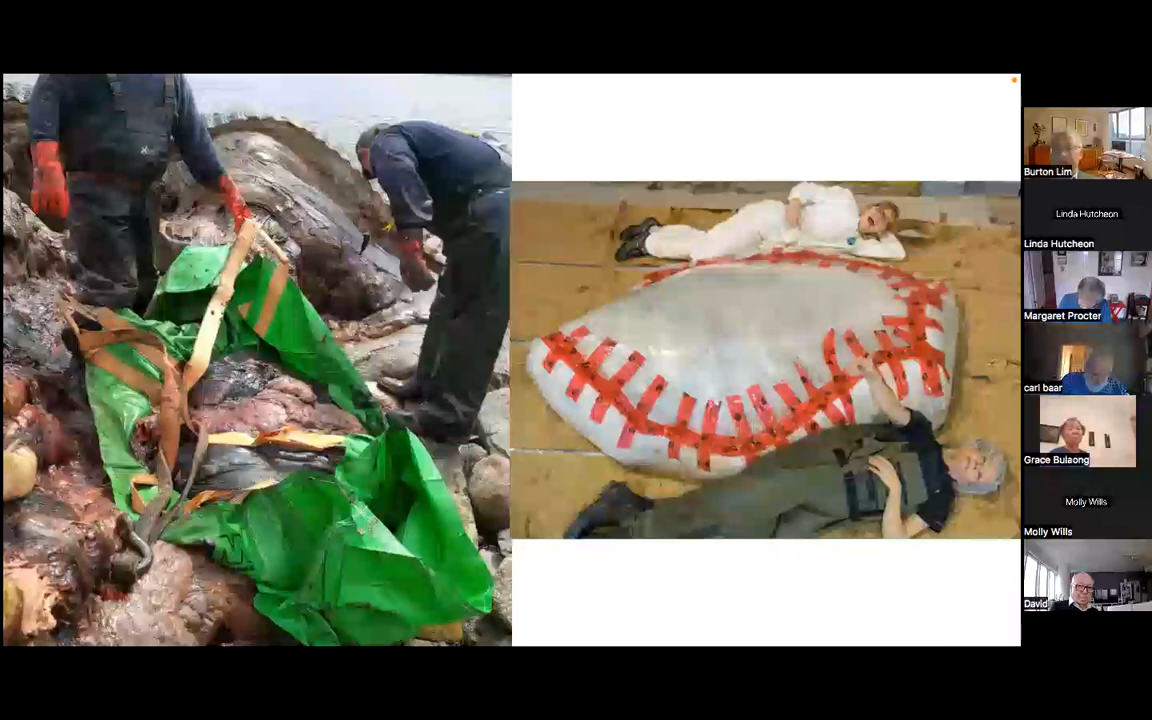 Burton Lim
Linda Hutcheon
Linda Hutcheon
Margaret Procter
carl baar
Grace Bulaong
Molly Wills
Molly Wills
David